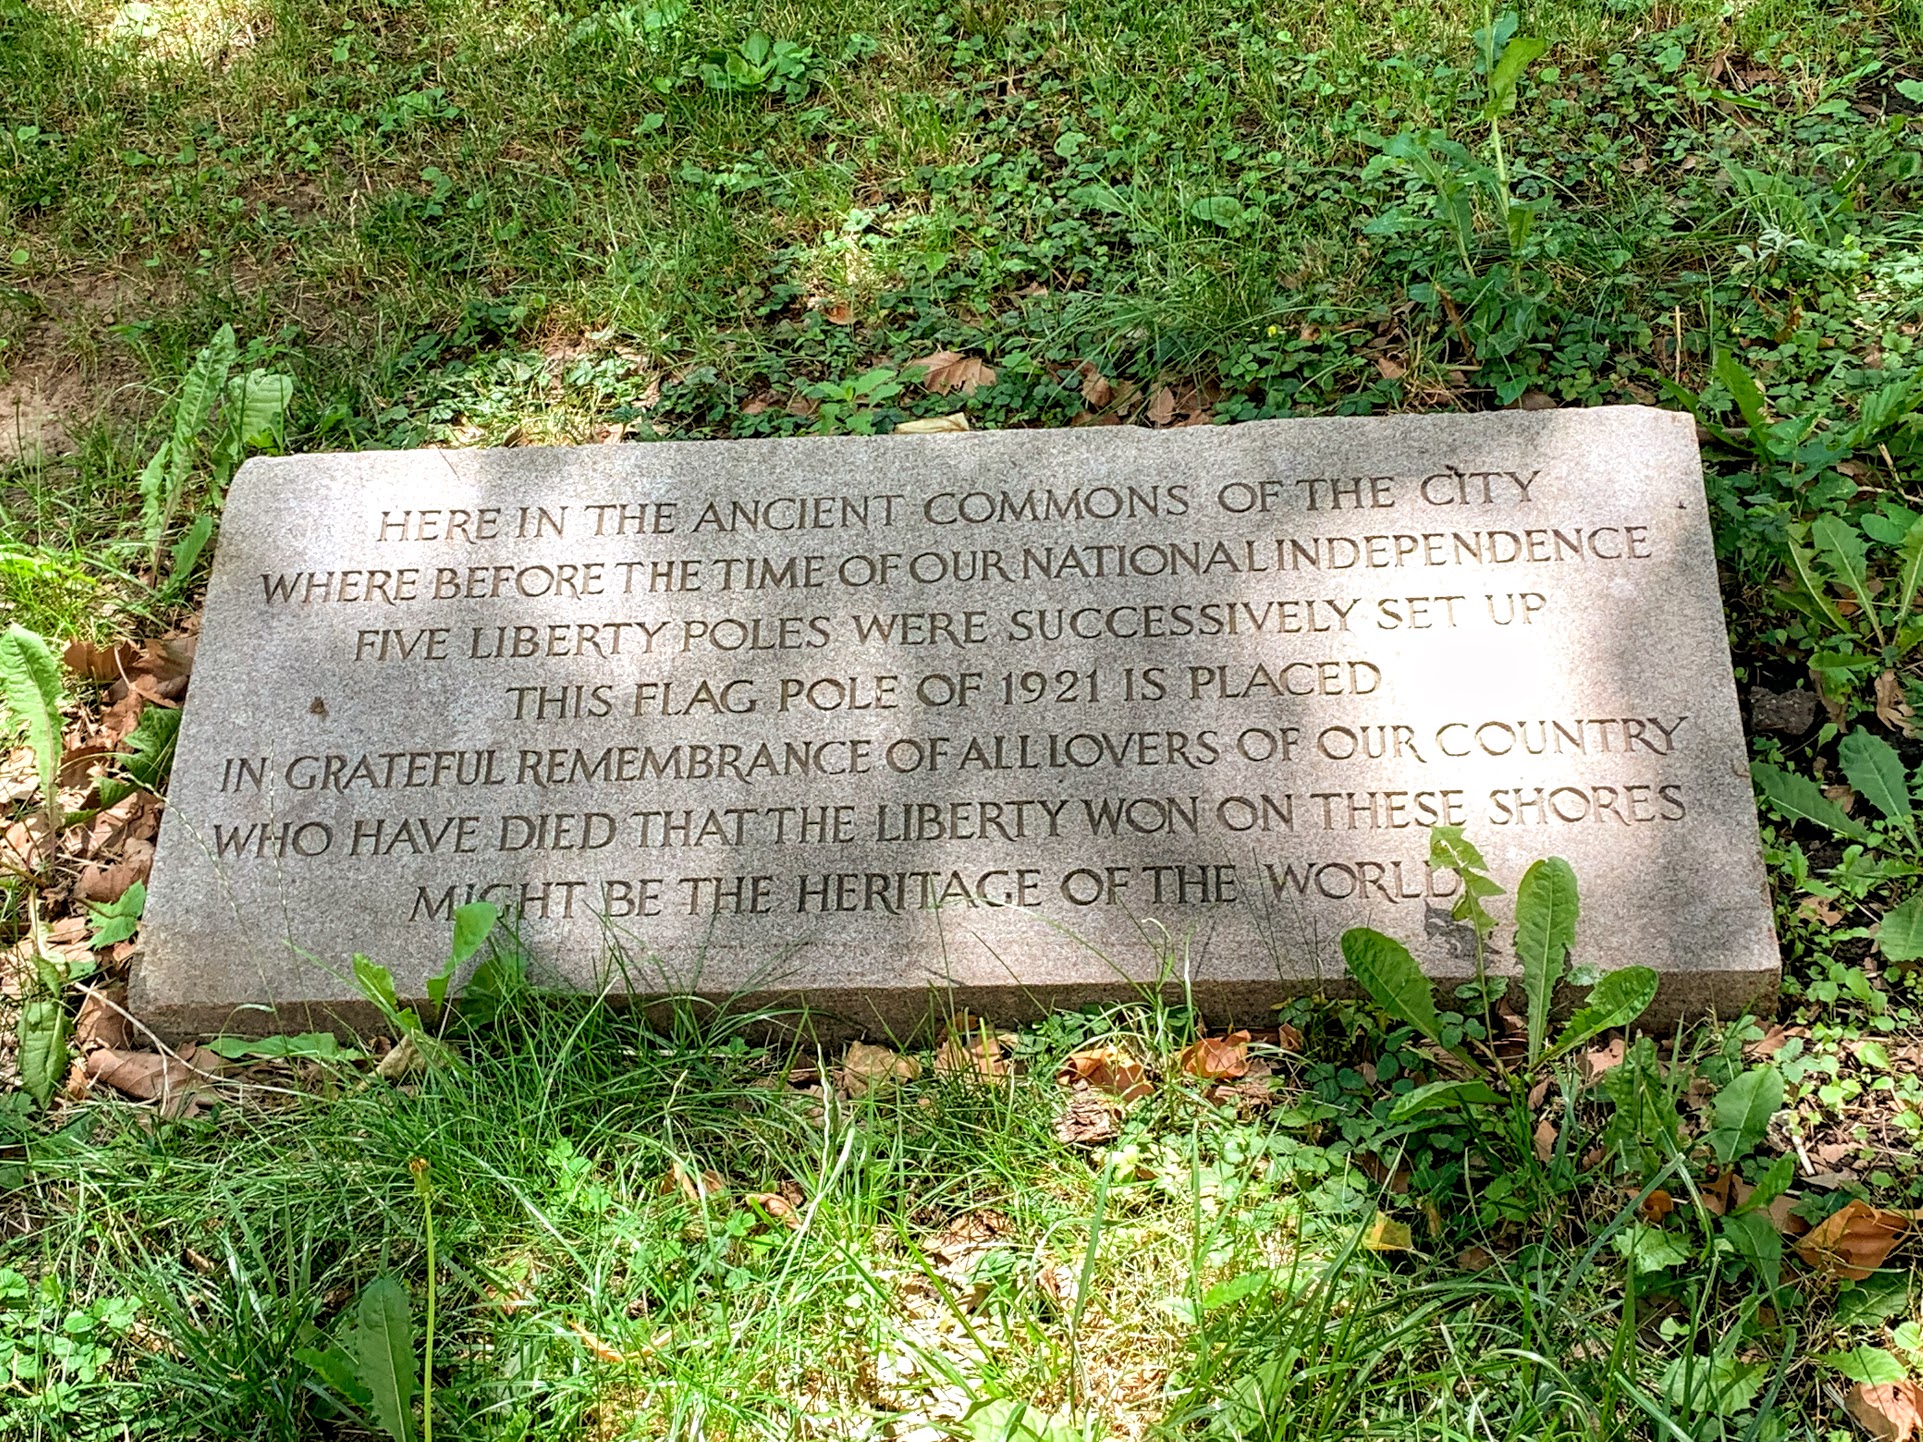 HERE IN THE ANCIENT COMMONS OF THE CITY
WHERE BEFORE THE TIME OF OUR NATIONAL INDEPENDENCE
FIVE LIBERTY POLES WERE SUCCESSIVELY SET UP
THIS FLAG POLE OF 1921 IS PLACED
IN GRATEFUL REMEMBRANCE OF ALL LOVERS OF OUR COUNTRY
WHO HAVE DIED THAT THE LIBERTY WON ON THESE SHORES
MIGHT BE THE HERITAGE OF THE WORLD